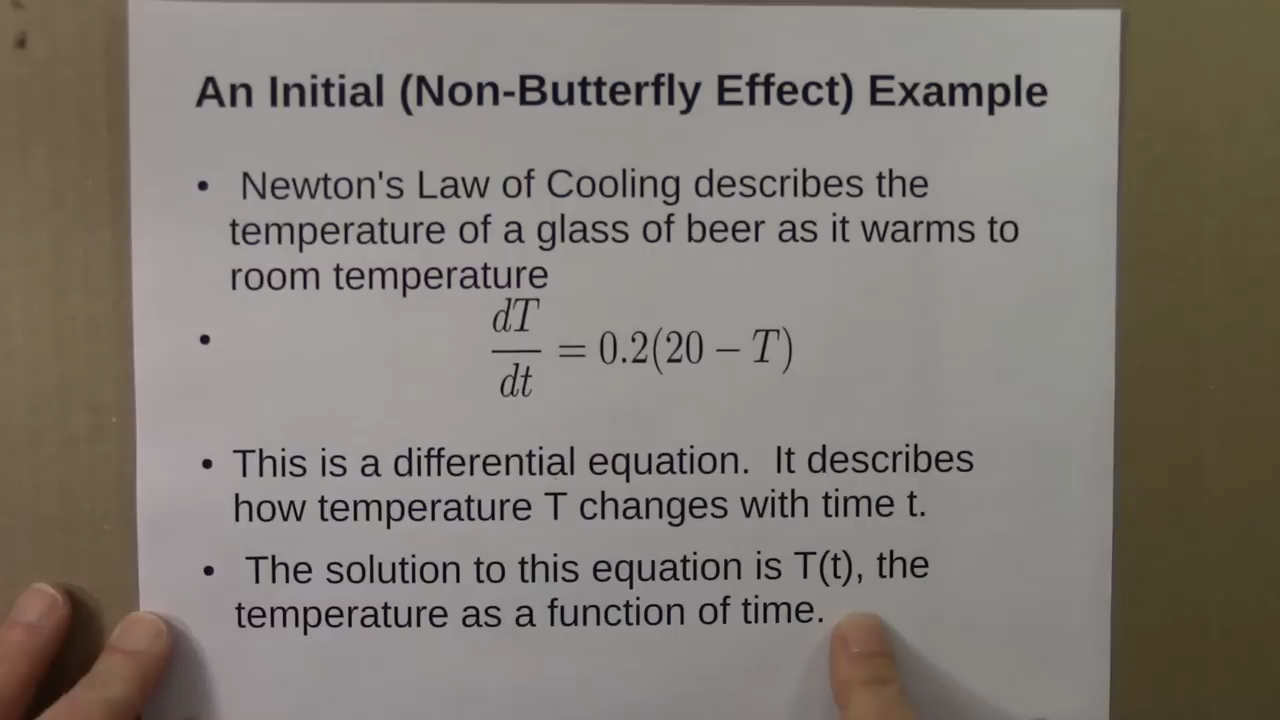 An Initial (Non-Butterfly Effect) Example
• Newton's Law of Cooling describes the
temperature of a glass of beer as it warms to
room temperature
• dT/dt = 0.2(20 − T)
• This is a differential equation.  It describes
how temperature T changes with time t.
• The solution to this equation is T(t), the
temperature as a function of time.